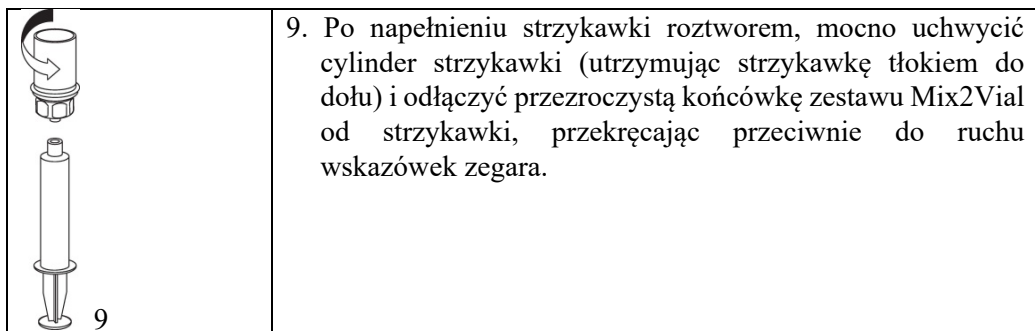 9. Po napełnieniu strzykawki roztworem, mocno uchwycić
cylinder strzykawki (utrzymując strzykawkę tłokiem do
dołu) i odłączyć przezroczystą końcówkę zestawu Mix2Vial
od strzykawki, przekręcając przeciwnie do ruchu
wskazówek zegara.
9